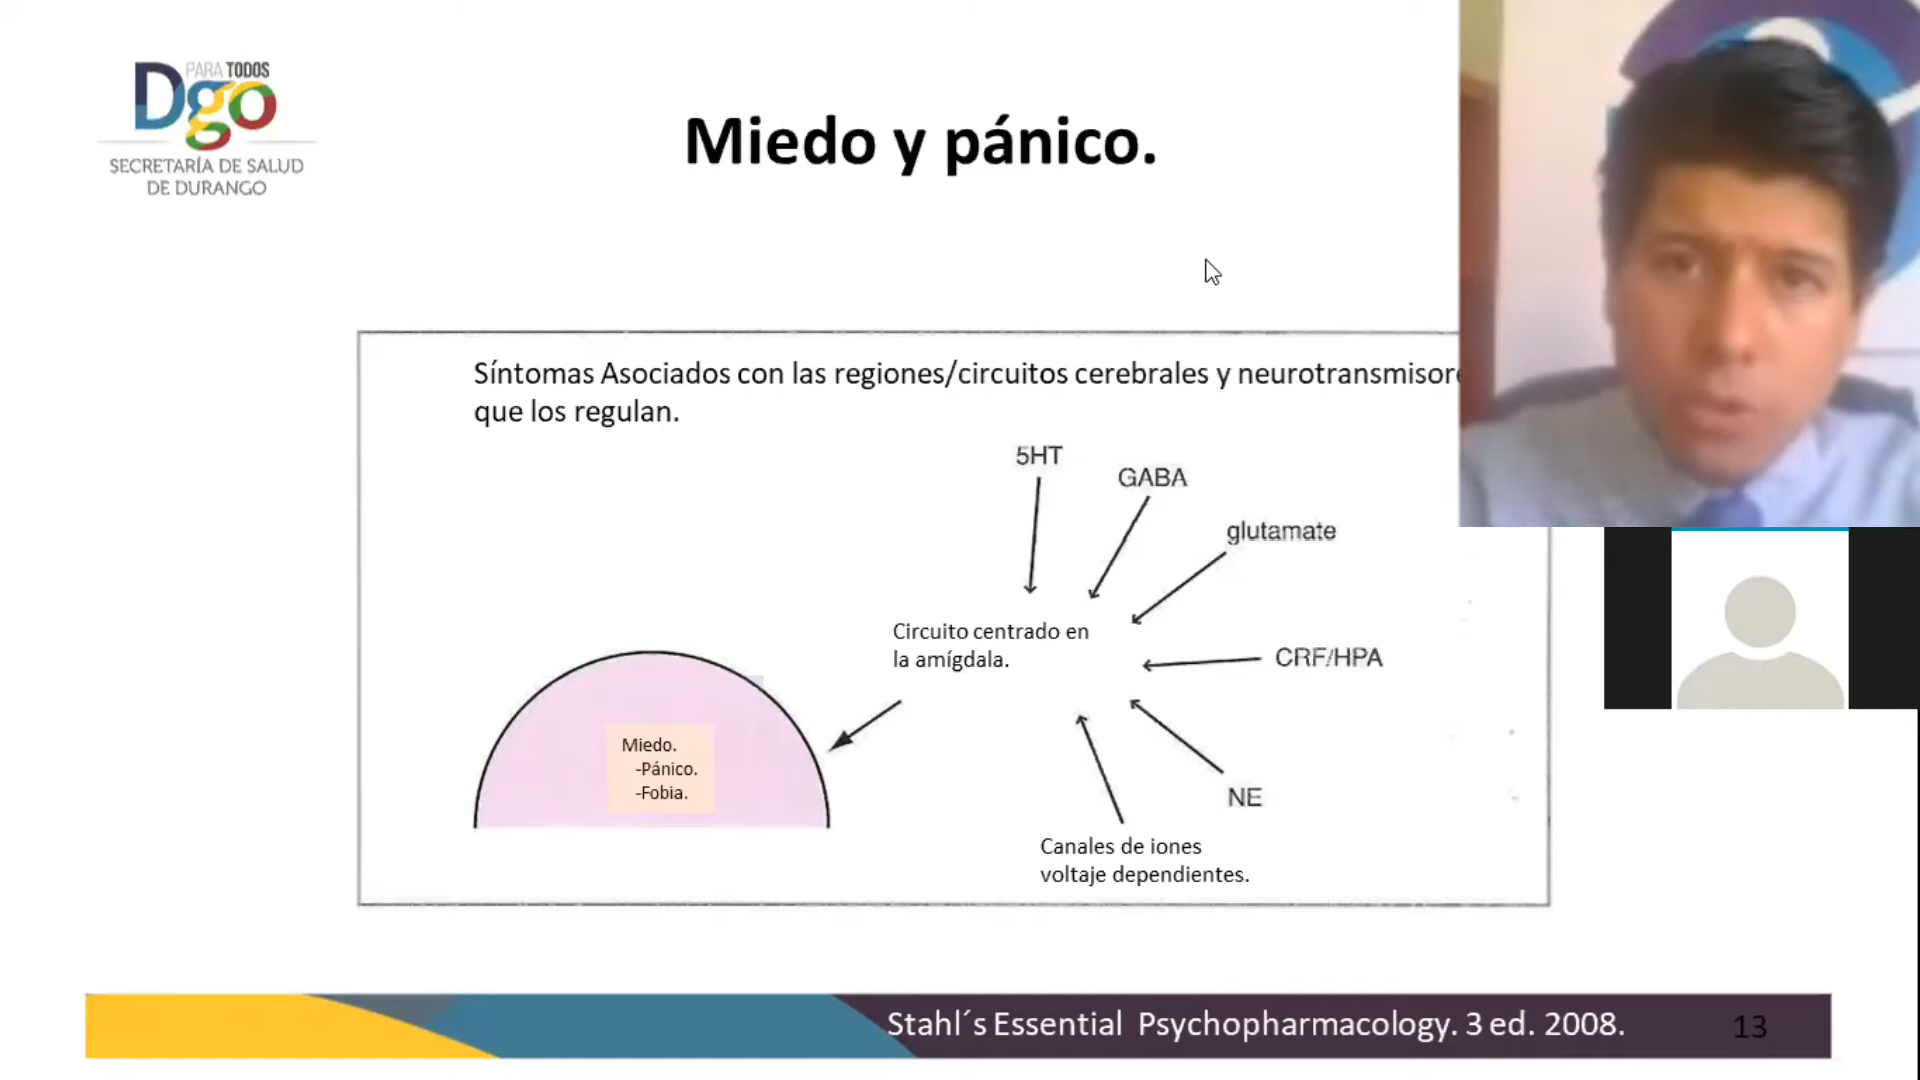 PARA TODOS
Dgo
SECRETARÍA DE SALUD
DE DURANGO
Miedo y pánico.
Síntomas Asociados con las regiones/circuitos cerebrales y neurotransmisore
que los regulan.
5HT
GABA
glutamate
Circuito centrado en
la amígdala.
CRF/HPA
Miedo.
-Pánico.
-Fobia.
NE
Canales de iones
voltaje dependientes.
Stahl´s Essential Psychopharmacology. 3 ed. 2008.
13